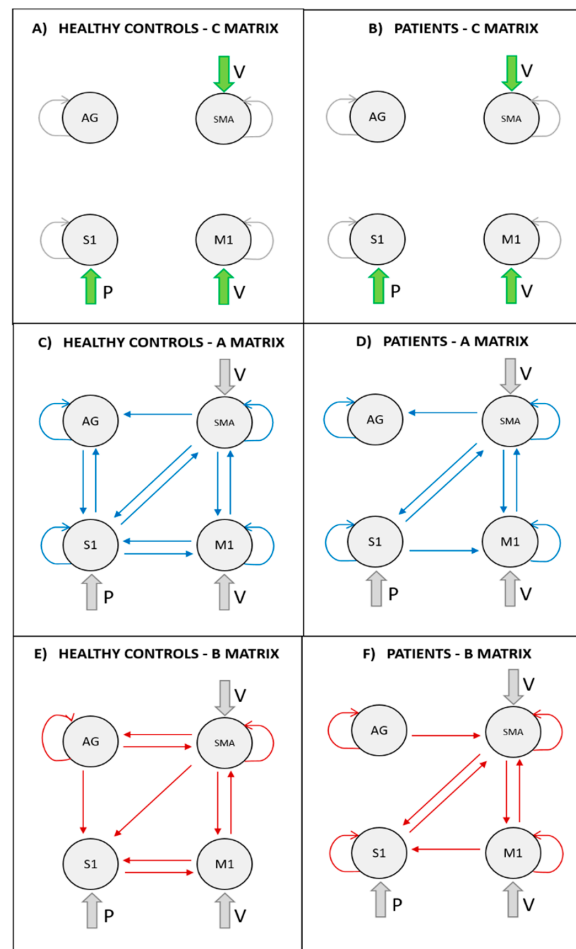 A) HEALTHY CONTROLS - C MATRIX
V
AG
SMA
S1
M1
P
V
B) PATIENTS - C MATRIX
V
AG
SMA
S1
M1
P
V
C) HEALTHY CONTROLS - A MATRIX
V
AG
SMA
S1
M1
P
V
D) PATIENTS - A MATRIX
V
AG
SMA
S1
M1
P
V
E) HEALTHY CONTROLS - B MATRIX
V
AG
SMA
S1
M1
P
V
F) PATIENTS - B MATRIX
V
AG
SMA
S1
M1
P
V